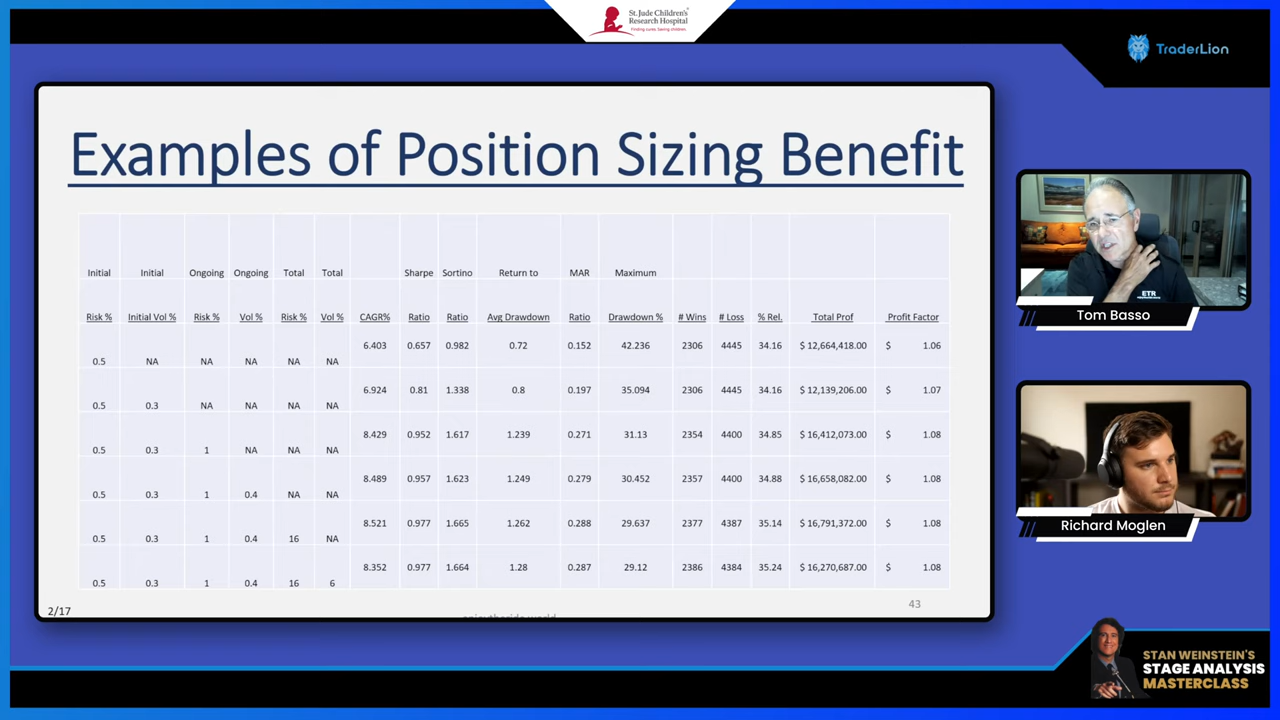 St. Jude Children's
Research Hospital
Finding cures. Saving children.
TraderLion
Examples of Position Sizing Benefit
Initial Initial Ongoing Ongoing Total Total Sharpe Sortino Return to MAR Maximum
Risk % Initial Vol % Risk % Vol % Risk % Vol % CAGR% Ratio Ratio Avg Drawdown Ratio Drawdown % # Wins # Loss % Rel. Total Prof Profit Factor
0.5 NA NA NA NA NA 6.403 0.657 0.982 0.72 0.152 42.236 2306 4445 34.16 $ 12,664,418.00 $ 1.06
0.5 0.3 NA NA NA NA 6.924 0.81 1.338 0.8 0.197 35.094 2306 4445 34.16 $ 12,139,206.00 $ 1.07
0.5 0.3 1 NA NA NA 8.429 0.952 1.617 1.239 0.271 31.13 2354 4400 34.85 $ 16,412,073.00 $ 1.08
0.5 0.3 1 0.4 NA NA 8.489 0.957 1.623 1.249 0.279 30.452 2357 4400 34.88 $ 16,658,082.00 $ 1.08
0.5 0.3 1 0.4 16 NA 8.521 0.977 1.665 1.262 0.288 29.637 2377 4387 35.14 $ 16,791,372.00 $ 1.08
0.5 0.3 1 0.4 16 6 8.352 0.977 1.664 1.28 0.287 29.12 2386 4384 35.24 $ 16,270,687.00 $ 1.08
2/17
43
ETR
Tom Basso
Richard Moglen
STAN WEINSTEIN'S
STAGE ANALYSIS
MASTERCLASS